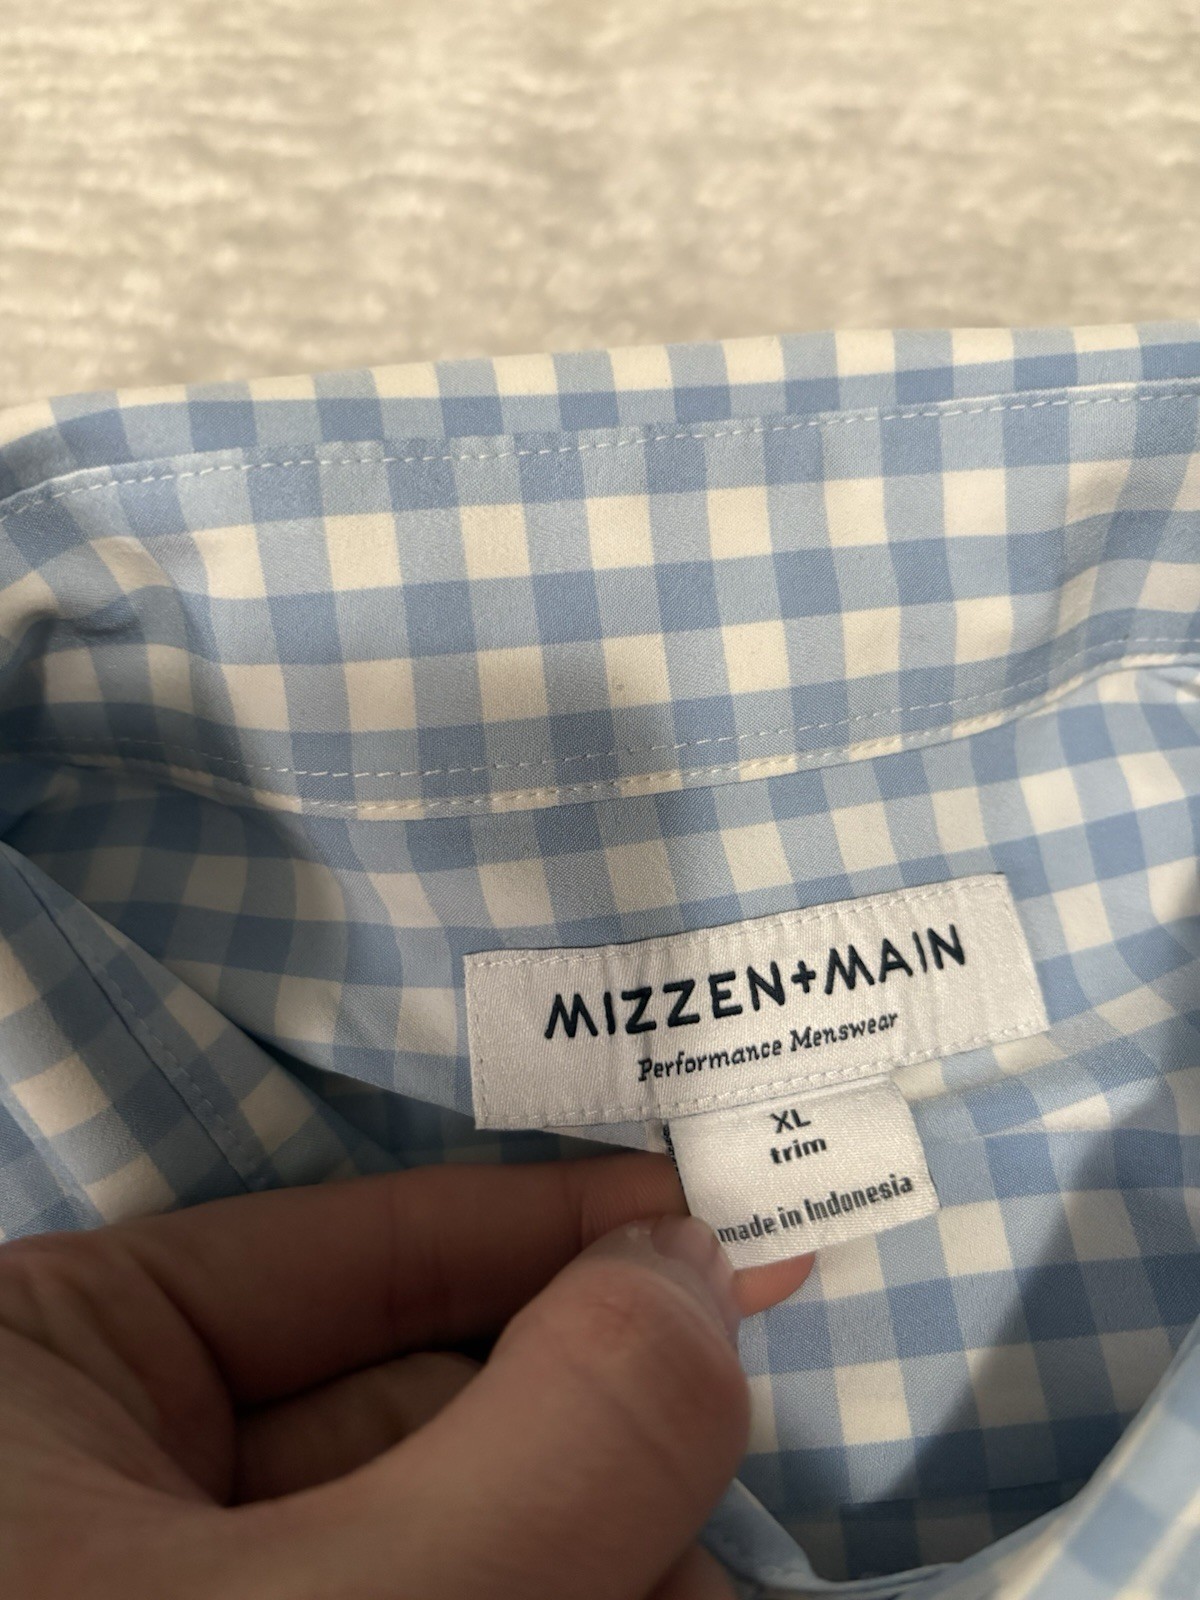 MIZZEN+MAIN
Performance Menswear
XL
trim
made in Indonesia